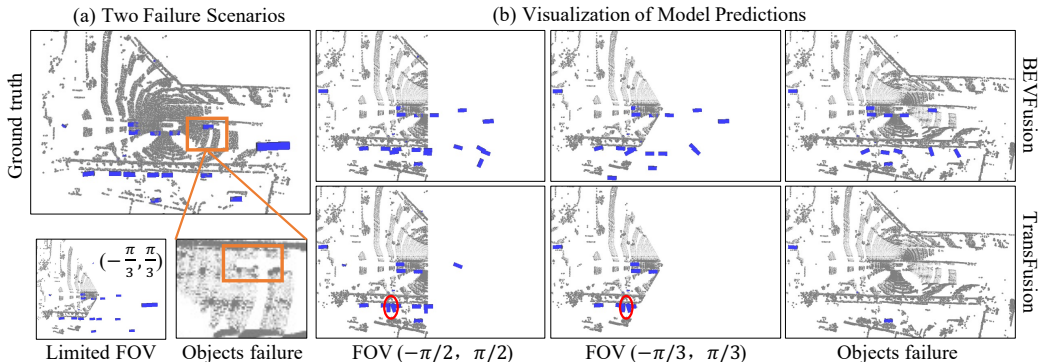 (a) Two Failure Scenarios
(b) Visualization of Model Predictions
Ground truth
BEVFusion
TransFusion
(−π/3, π/3)
Limited FOV
Objects failure
FOV (−π/2, π/2)
FOV (−π/3, π/3)
Objects failure